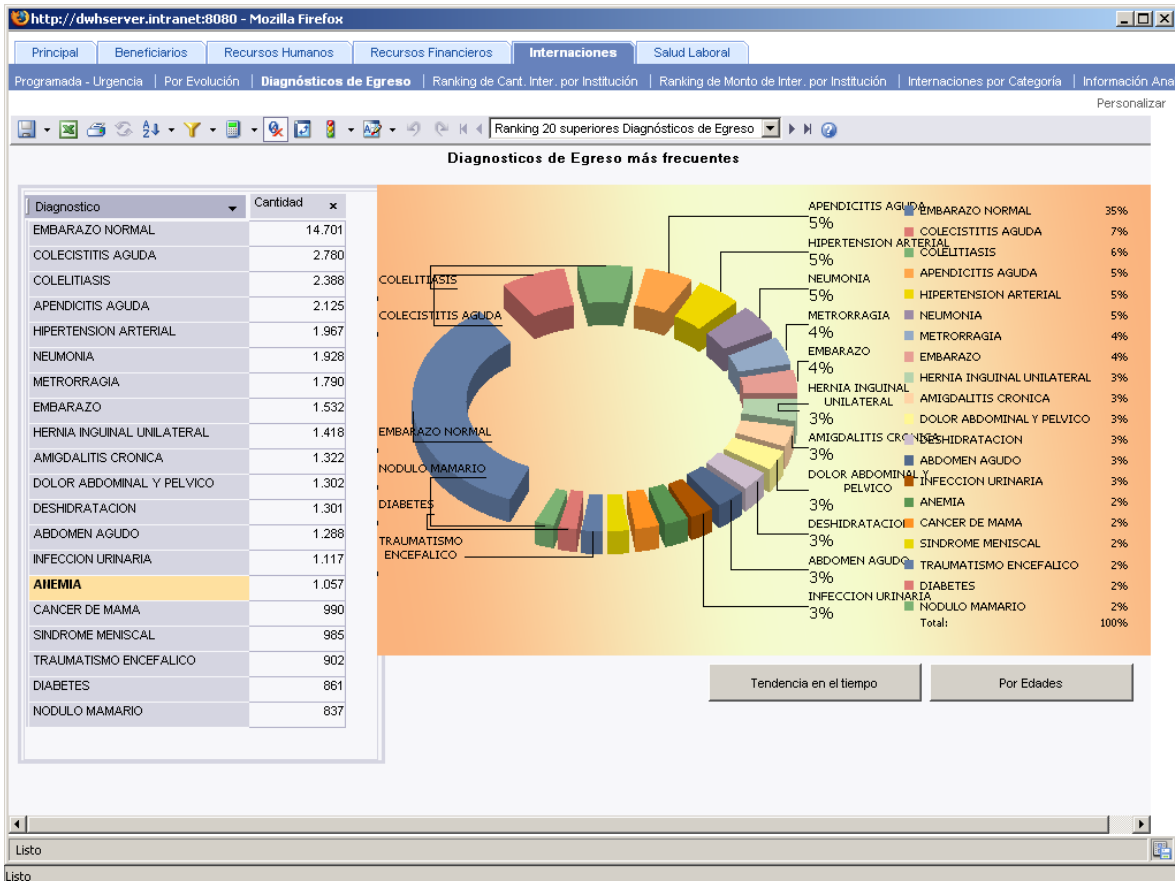 http://dwhserver.intranet:8080 - Mozilla Firefox
Principal Beneficiarios Recursos Humanos Recursos Financieros Internaciones Salud Laboral
Programada - Urgencia | Por Evolución | Diagnósticos de Egreso | Ranking de Cant. Inter. por Institución | Ranking de Monto de Inter. por Institución | Internaciones por Categoría | Información Ana
Personalizar
Ranking 20 superiores Diagnósticos de Egreso
Diagnosticos de Egreso más frecuentes
Diagnostico Cantidad
EMBARAZO NORMAL 14.701
COLECISTITIS AGUDA 2.780
COLELITIASIS 2.388
APENDICITIS AGUDA 2.125
HIPERTENSION ARTERIAL 1.967
NEUMONIA 1.928
METRORRAGIA 1.790
EMBARAZO 1.532
HERNIA INGUINAL UNILATERAL 1.418
AMIGDALITIS CRONICA 1.322
DOLOR ABDOMINAL Y PELVICO 1.302
DESHIDRATACION 1.301
ABDOMEN AGUDO 1.288
INFECCION URINARIA 1.117
ANEMIA 1.057
CANCER DE MAMA 990
SINDROME MENISCAL 985
TRAUMATISMO ENCEFALICO 902
DIABETES 861
NODULO MAMARIO 837
COLELITIASIS
COLECISTITIS AGUDA
EMBARAZO NORMAL
NODULO MAMARIO
DIABETES
TRAUMATISMO
ENCEFALICO
APENDICITIS AGUDA
5%
HIPERTENSION ARTERIAL
5%
NEUMONIA
5%
METRORRAGIA
4%
EMBARAZO
4%
HERNIA INGUINAL
UNILATERAL
3%
AMIGDALITIS CRONICA
3%
DOLOR ABDOMINAL Y
PELVICO
3%
DESHIDRATACION
3%
ABDOMEN AGUDO
3%
INFECCION URINARIA
3%
EMBARAZO NORMAL 35%
COLECISTITIS AGUDA 7%
COLELITIASIS 6%
APENDICITIS AGUDA 5%
HIPERTENSION ARTERIAL 5%
NEUMONIA 5%
METRORRAGIA 4%
EMBARAZO 4%
HERNIA INGUINAL UNILATERAL 3%
AMIGDALITIS CRONICA 3%
DOLOR ABDOMINAL Y PELVICO 3%
DESHIDRATACION 3%
ABDOMEN AGUDO 3%
INFECCION URINARIA 3%
ANEMIA 2%
CANCER DE MAMA 2%
SINDROME MENISCAL 2%
TRAUMATISMO ENCEFALICO 2%
DIABETES 2%
NODULO MAMARIO 2%
Total: 100%
Tendencia en el tiempo Por Edades
Listo
Listo